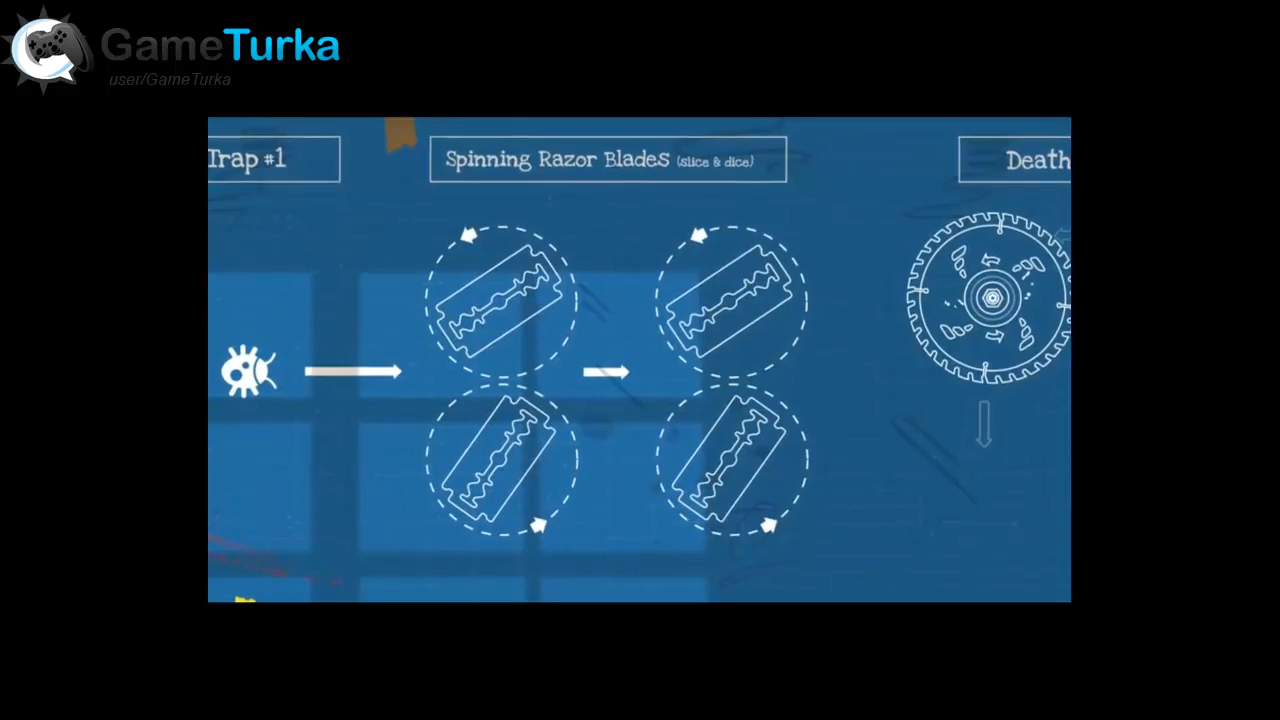 GameTurka
user/GameTurka
Trap #1
Spinning Razor Blades (slice & dice)
Death